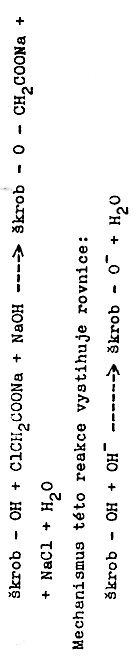 škrob - OH + ClCH₂COONa + NaOH ----> škrob - O - CH₂COONa +
+ NaCl + H₂O
Mechanismus této reakce vystihuje rovnice:
škrob - OH + OH⁻ ------> škrob - O⁻ + H₂O